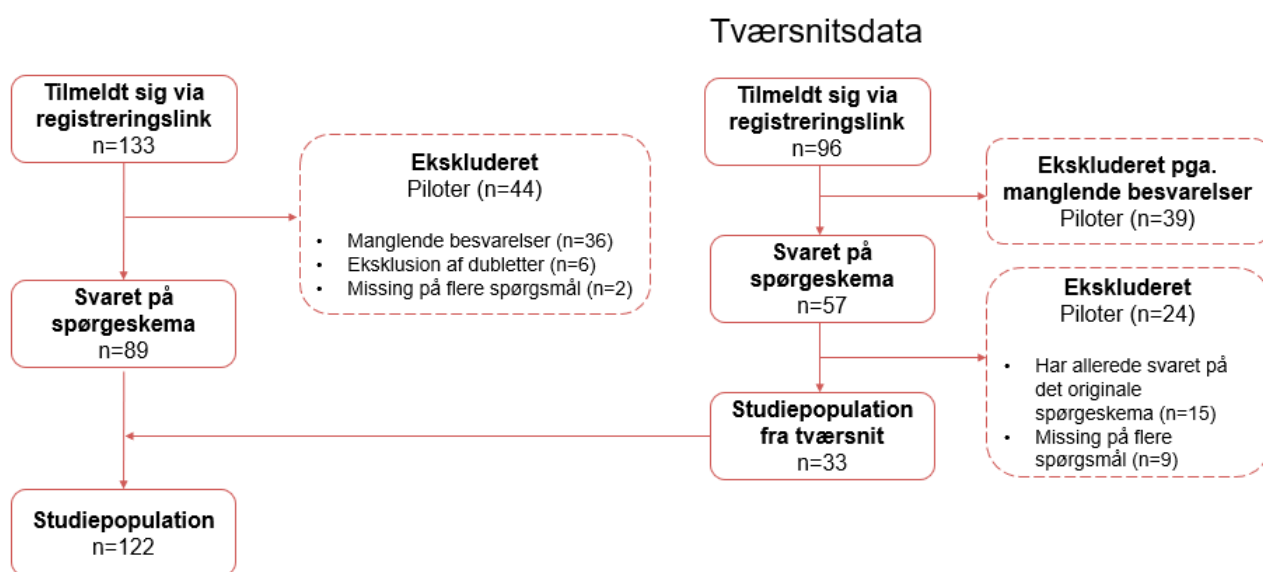 Tværsnitsdata
Tilmeldt sig via
registreringslink
n=133
Ekskluderet
Piloter (n=44)
• Manglende besvarelser (n=36)
• Eksklusion af dubletter (n=6)
• Missing på flere spørgsmål (n=2)
Svaret på
spørgeskema
n=89
Studiepopulation
n=122
Tilmeldt sig via
registreringslink
n=96
Ekskluderet pga.
manglende besvarelser
Piloter (n=39)
Svaret på
spørgeskema
n=57
Ekskluderet
Piloter (n=24)
• Har allerede svaret på
det originale
spørgeskema (n=15)
• Missing på flere
spørgsmål (n=9)
Studiepopulation
fra tværsnit
n=33